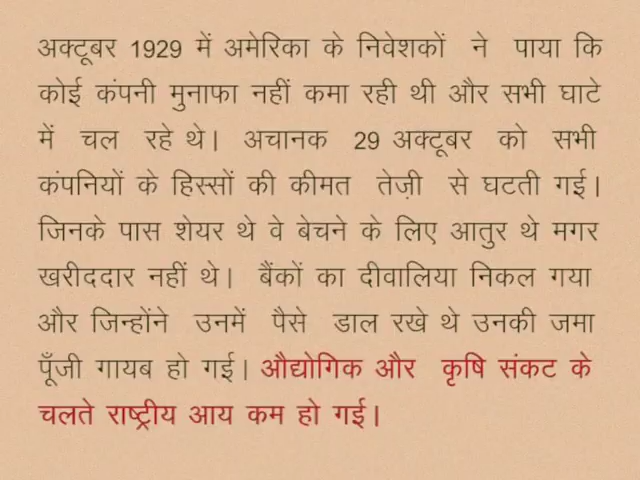 अक्टूबर 1929 में अमेरिका के निवेशकों ने पाया कि
कोई कंपनी मुनाफा नहीं कमा रही थी और सभी घाटे
में चल रहे थे। अचानक 29 अक्टूबर को सभी
कंपनियों के हिस्सों की कीमत तेज़ी से घटती गई।
जिनके पास शेयर थे वे बेचने के लिए आतुर थे मगर
खरीददार नहीं थे। बैंकों का दीवालिया निकल गया
और जिन्होंने उनमें पैसे डाल रखे थे उनकी जमा
पूँजी गायब हो गई। औद्योगिक और कृषि संकट के
चलते राष्ट्रीय आय कम हो गई।